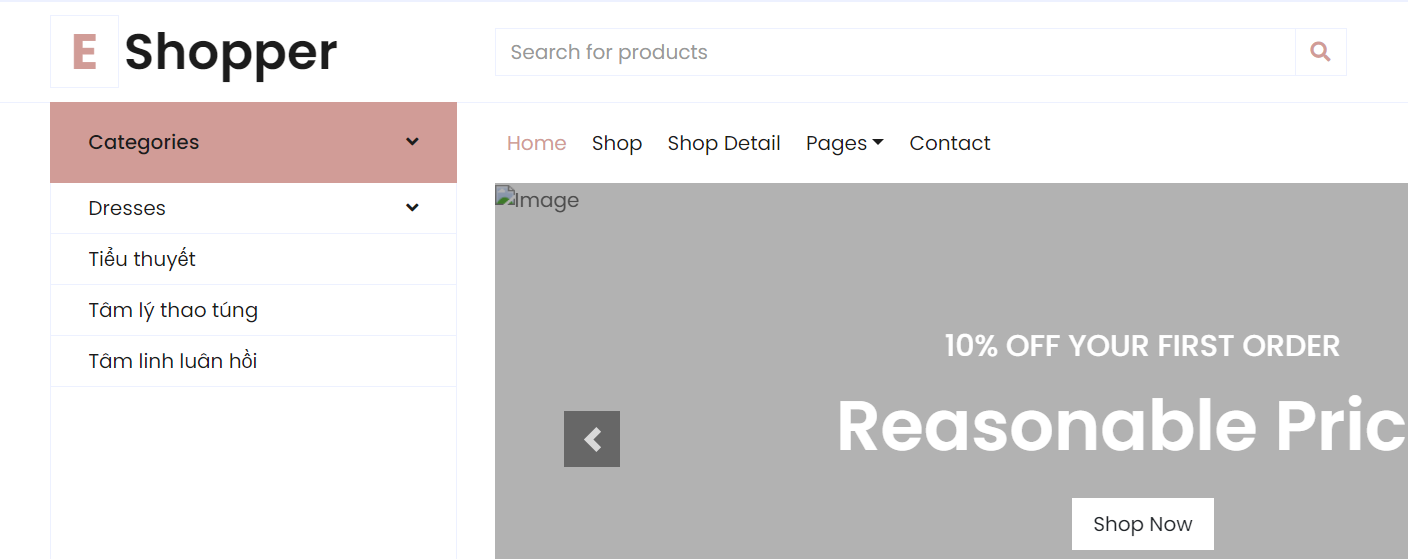 E Shopper
Search for products
Categories
Home Shop Shop Detail Pages Contact
Dresses
Tiểu thuyết
Tâm lý thao túng
Tâm linh luân hồi
Image
10% OFF YOUR FIRST ORDER
Reasonable Pric
Shop Now